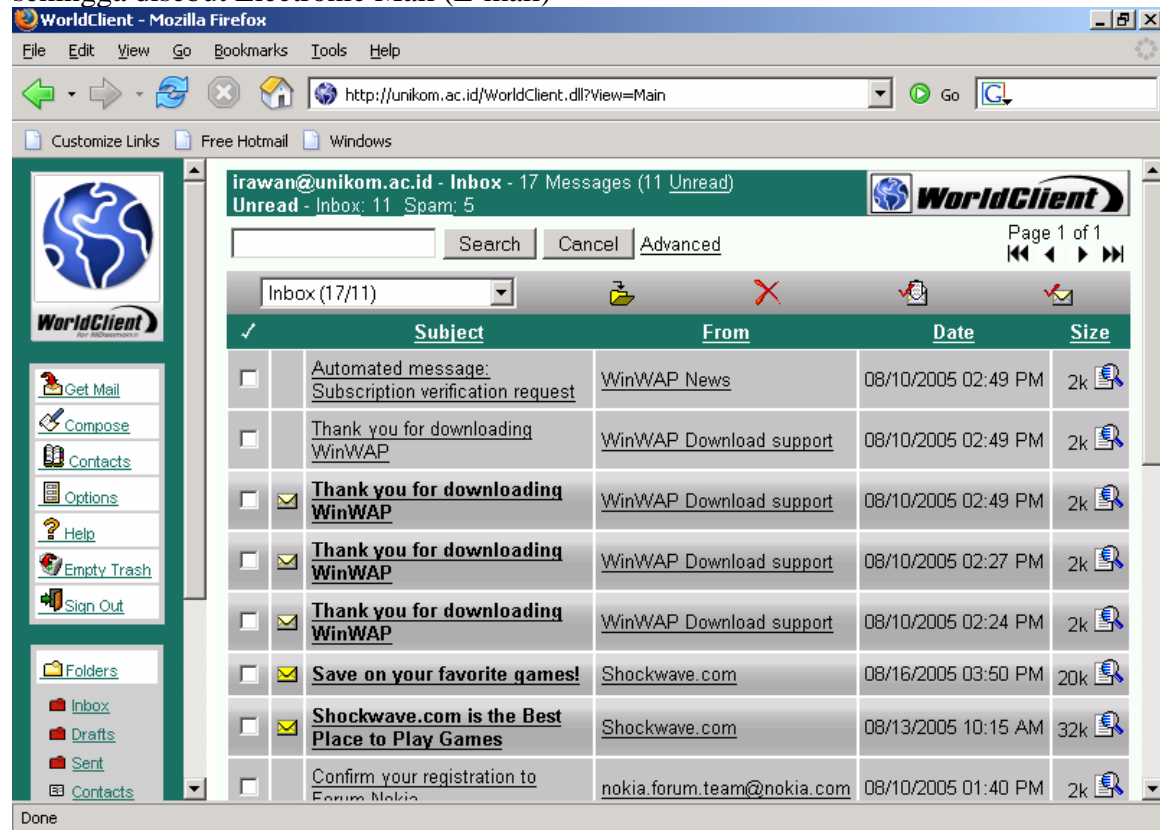 sehingga disebut Electronic Mail (E-mail)
WorldClient - Mozilla Firefox
File Edit View Go Bookmarks Tools Help
http://unikom.ac.id/WorldClient.dll?View=Main Go G
Customize Links Free Hotmail Windows
irawan@unikom.ac.id - Inbox - 17 Messages (11 Unread)
Unread - Inbox: 11 Spam: 5
WorldClient
Search Cancel Advanced
Page 1 of 1
Inbox (17/11)
WorldClient
Subject From Date Size
Automated message:
Subscription verification request
WinWAP News 08/10/2005 02:49 PM 2k
Thank you for downloading
WinWAP
WinWAP Download support 08/10/2005 02:49 PM 2k
Thank you for downloading
WinWAP
WinWAP Download support 08/10/2005 02:49 PM 2k
Thank you for downloading
WinWAP
WinWAP Download support 08/10/2005 02:27 PM 2k
Thank you for downloading
WinWAP
WinWAP Download support 08/10/2005 02:24 PM 2k
Save on your favorite games! Shockwave.com 08/16/2005 03:50 PM 20k
Shockwave.com is the Best
Place to Play Games
Shockwave.com 08/13/2005 10:15 AM 32k
Confirm your registration to
Forum Nokia
nokia.forum.team@nokia.com 08/10/2005 01:40 PM 2k
Get Mail
Compose
Contacts
Options
Help
Empty Trash
Sign Out
Folders
Inbox
Drafts
Sent
Contacts
Done